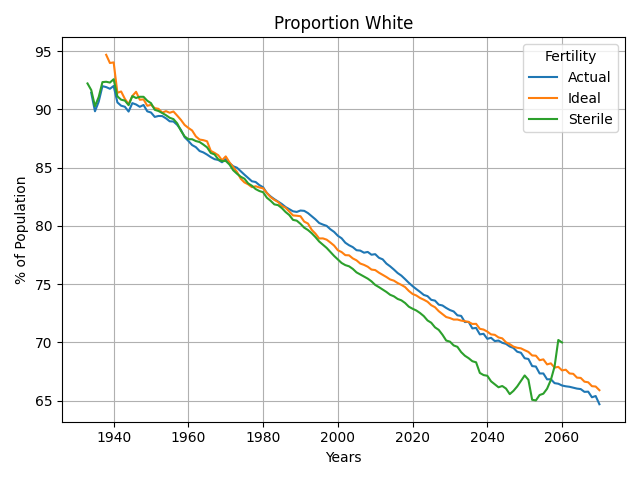 Proportion White
Fertility
Actual
Ideal
Sterile
% of Population
95
90
85
80
75
70
65
1940
1960
1980
2000
2020
2040
2060
Years